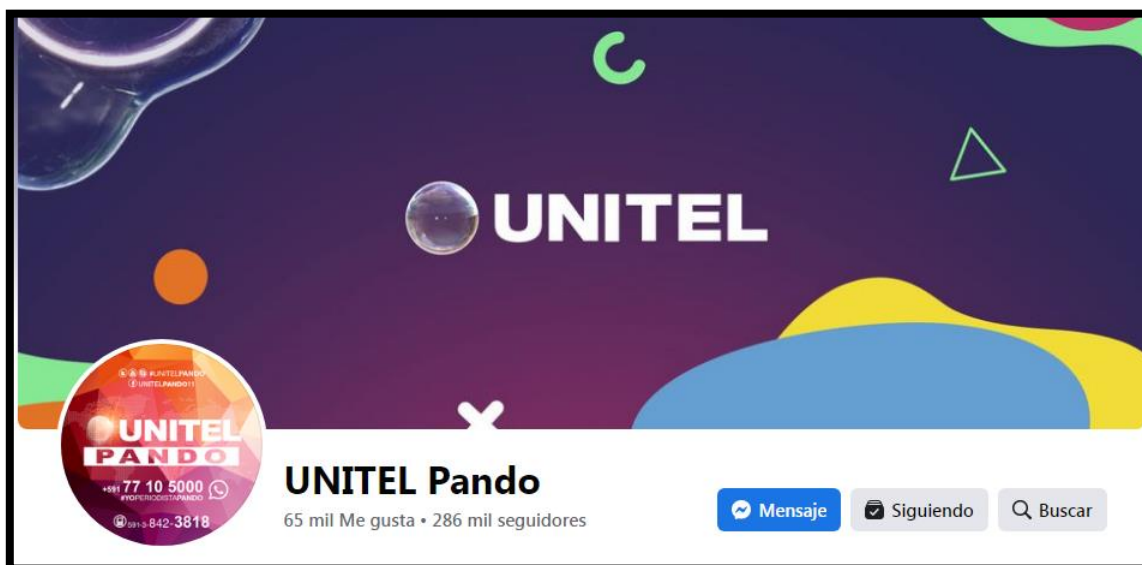 UNITEL
#UNITELPANDO
UNITELPANDO11
UNITEL
PANDO
+591 77 10 5000
#YOPERIODISTAPANDO
591-3-842-3818
UNITEL Pando
65 mil Me gusta • 286 mil seguidores
Mensaje
Siguiendo
Buscar